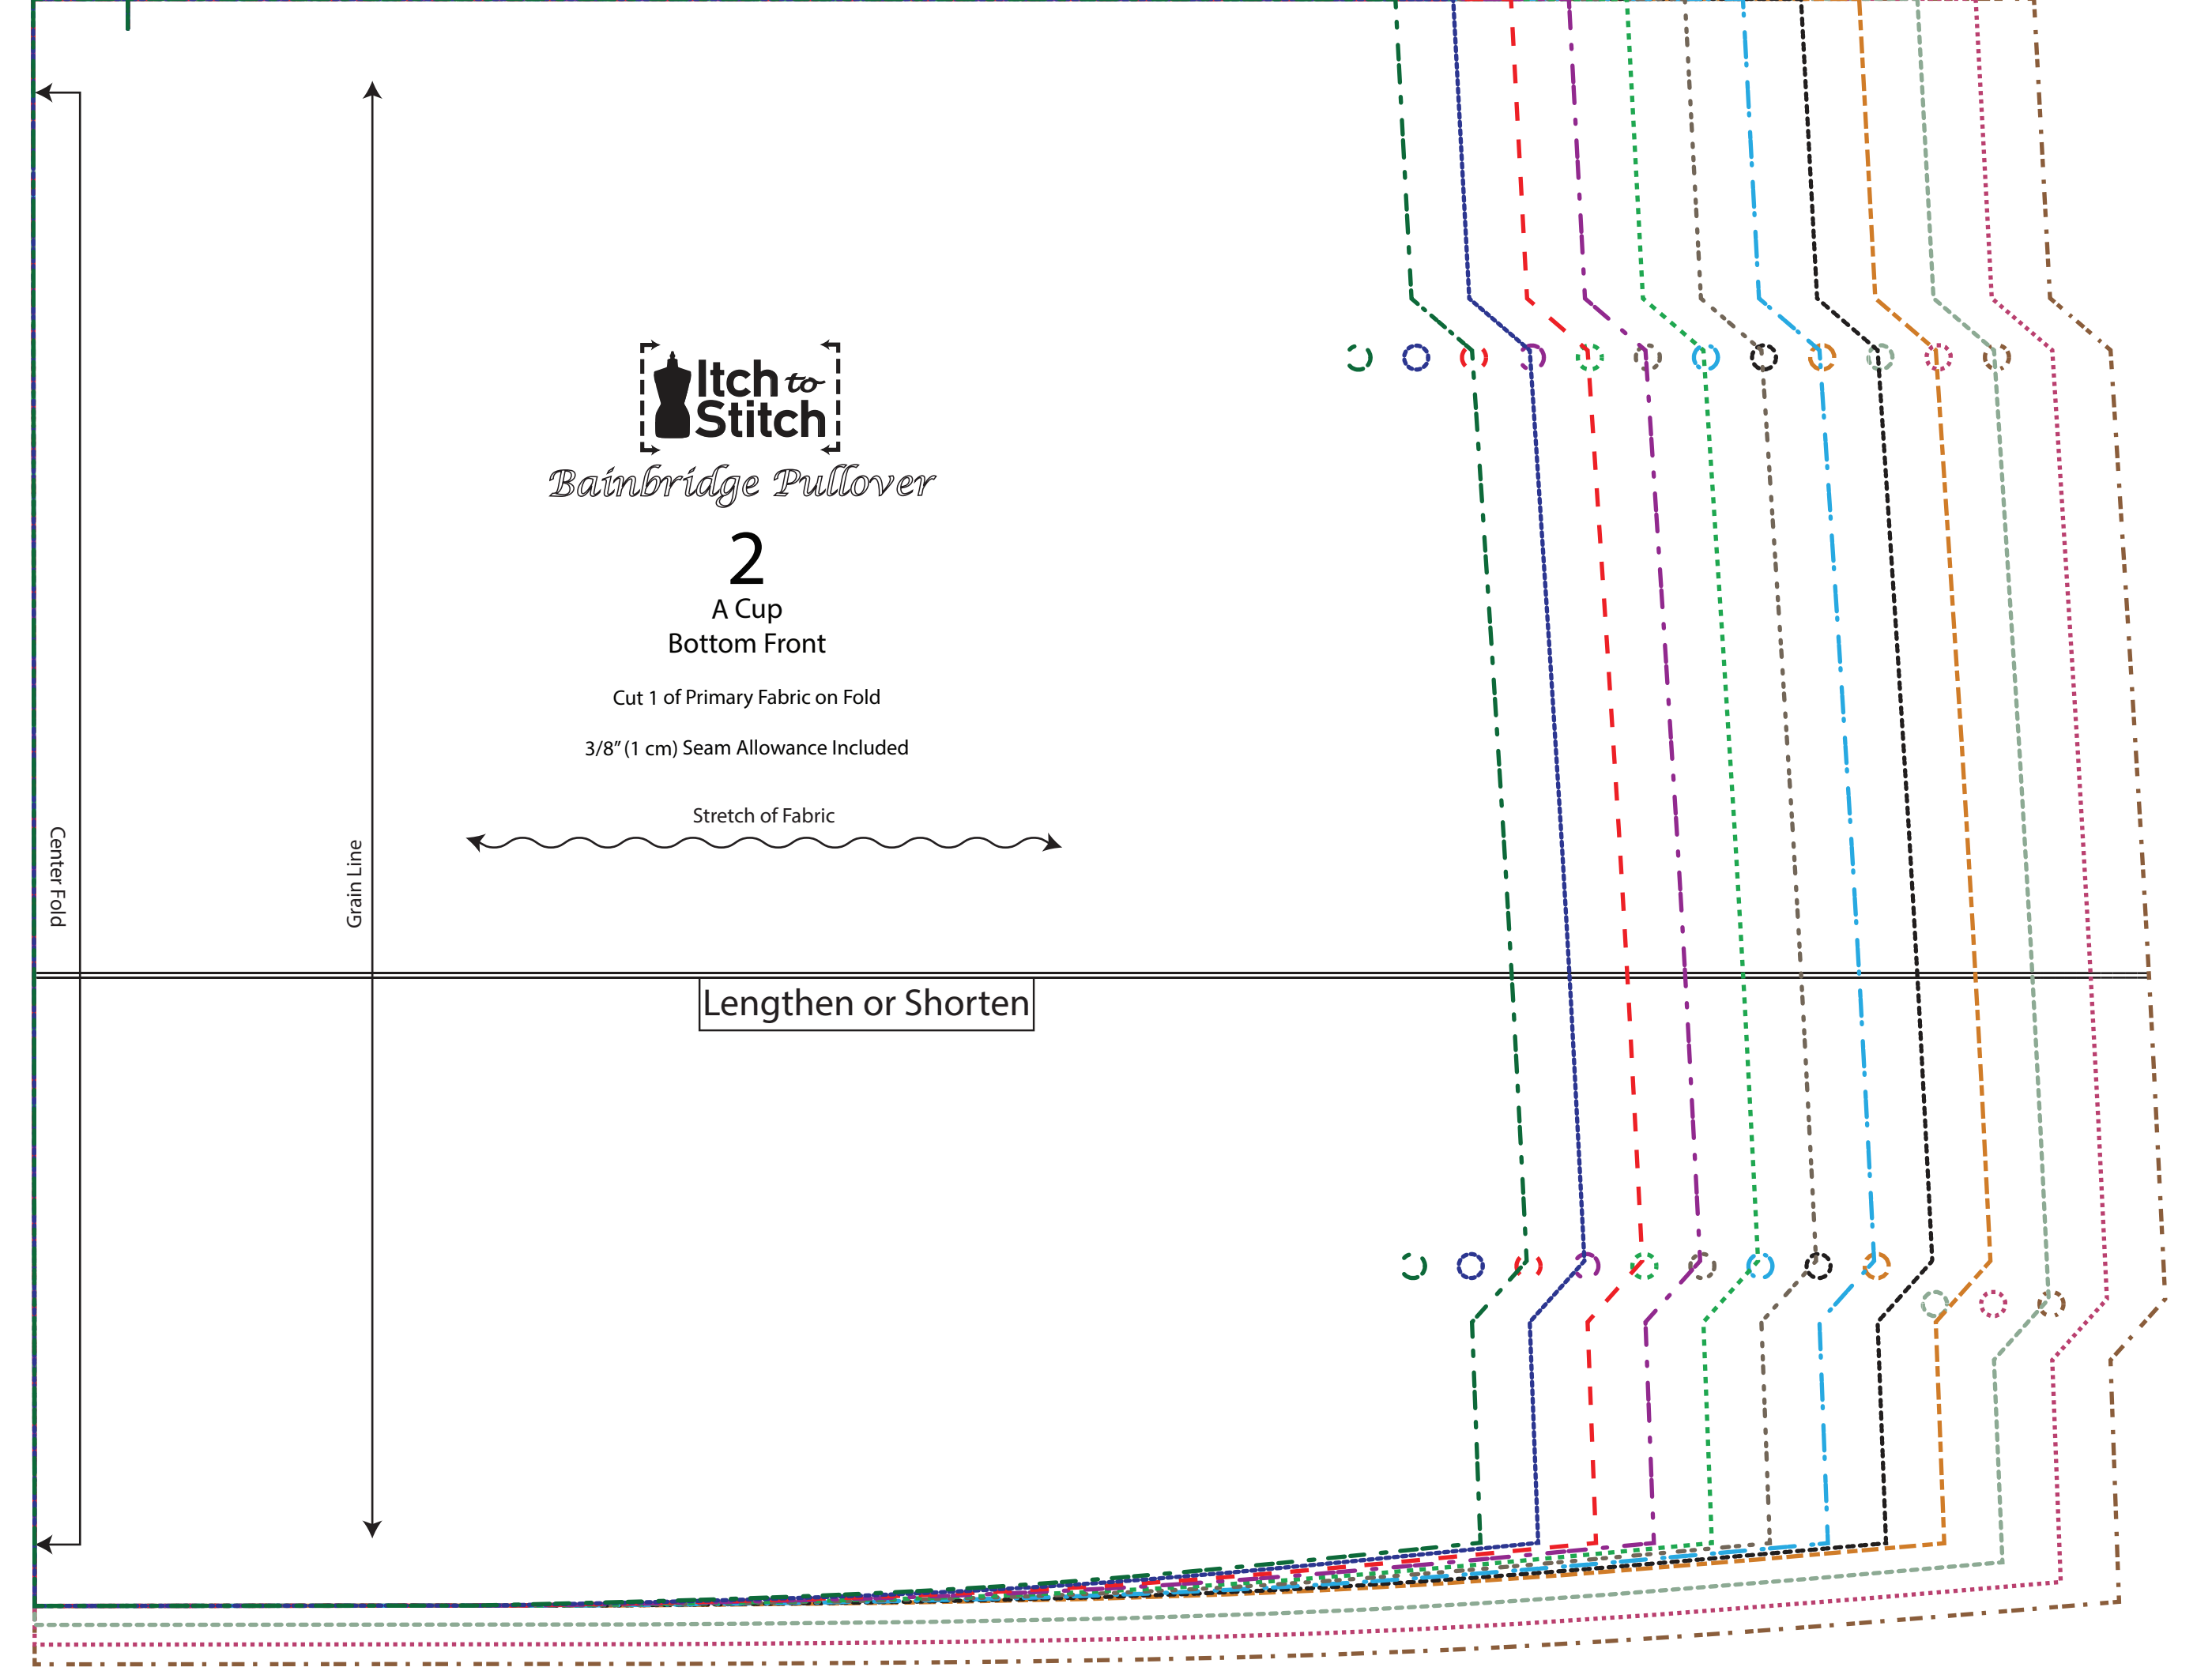 Itch to
Stitch
Bainbridge Pullover
2
A Cup
Bottom Front
Cut 1 of Primary Fabric on Fold
3/8” (1 cm) Seam Allowance Included
Stretch of Fabric
Center Fold
Grain Line
Lengthen or Shorten